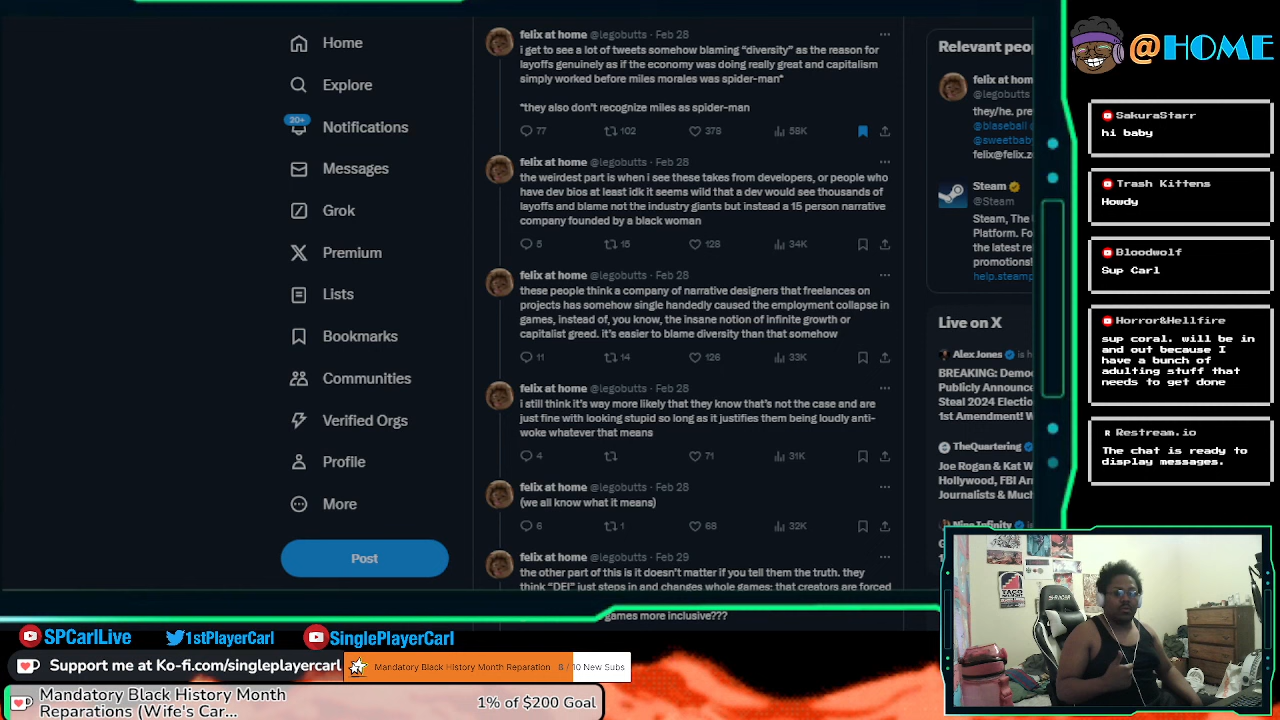 Home
Explore
20+
Notifications
Messages
Grok
Premium
Lists
Bookmarks
Communities
Verified Orgs
Profile
More
Post
felix at home @legobutts · Feb 28
i get to see a lot of tweets somehow blaming “diversity” as the reason for
layoffs genuinely as if the economy was doing really great and capitalism
simply worked before miles morales was spider-man*
*they also don't recognize miles as spider-man
77 102 378 56K
felix at home @legobutts · Feb 28
the weirdest part is when i see these takes from developers, or people who
have dev bios at least idk it seems wild that a dev would see thousands of
layoffs and blame not the industry giants but instead a 15 person narrative
company founded by a black woman
5 15 128 34K
felix at home @legobutts · Feb 28
these people think a company of narrative designers that freelances on
projects has somehow single handedly caused the employment collapse in
games, instead of, you know, the insane notion of infinite growth or
capitalist greed. it's easier to blame diversity than that somehow
11 14 126 33K
felix at home @legobutts · Feb 28
i still think it's way more likely that they know that's not the case and are
just fine with looking stupid so long as it justifies them being loudly anti-
woke whatever that means
4 71 31K
felix at home @legobutts · Feb 28
(we all know what it means)
6 1 68 32K
felix at home @legobutts · Feb 29
the other part of this is it doesn't matter if you tell them the truth. they
think “DEI” just steps in and changes whole games; that creators are forced
games more inclusive???
Relevant peop
felix at hom
@legobutts
they/he. pre
@blaseball
@sweetbaby
felix@felix.zo
Steam
@Steam
Steam, The
Platform. Fo
the latest re
promotions!
help.steamp
Live on X
Alex Jones is h
BREAKING: Democ
Publicly Announce
Steal 2024 Electio
1st Amendment! W
TheQuartering
Joe Rogan & Kat W
Hollywood, FBI Arr
Journalists & Much
@HOME
SakuraStarr
hi baby
Trash Kittens
Howdy
Bloodwolf
Sup Carl
Horror&Hellfire
sup coral. will be in
and out because I
have a bunch of
adulting stuff that
needs to get done
R Restream.io
The chat is ready to
display messages.
SPCarlLive 1stPlayerCarl SinglePlayerCarl
Support me at Ko-fi.com/singleplayercarl
Mandatory Black History Month Reparation 8 / 10 New Subs
Mandatory Black History Month
Reparations (Wife's Car...
1% of $200 Goal